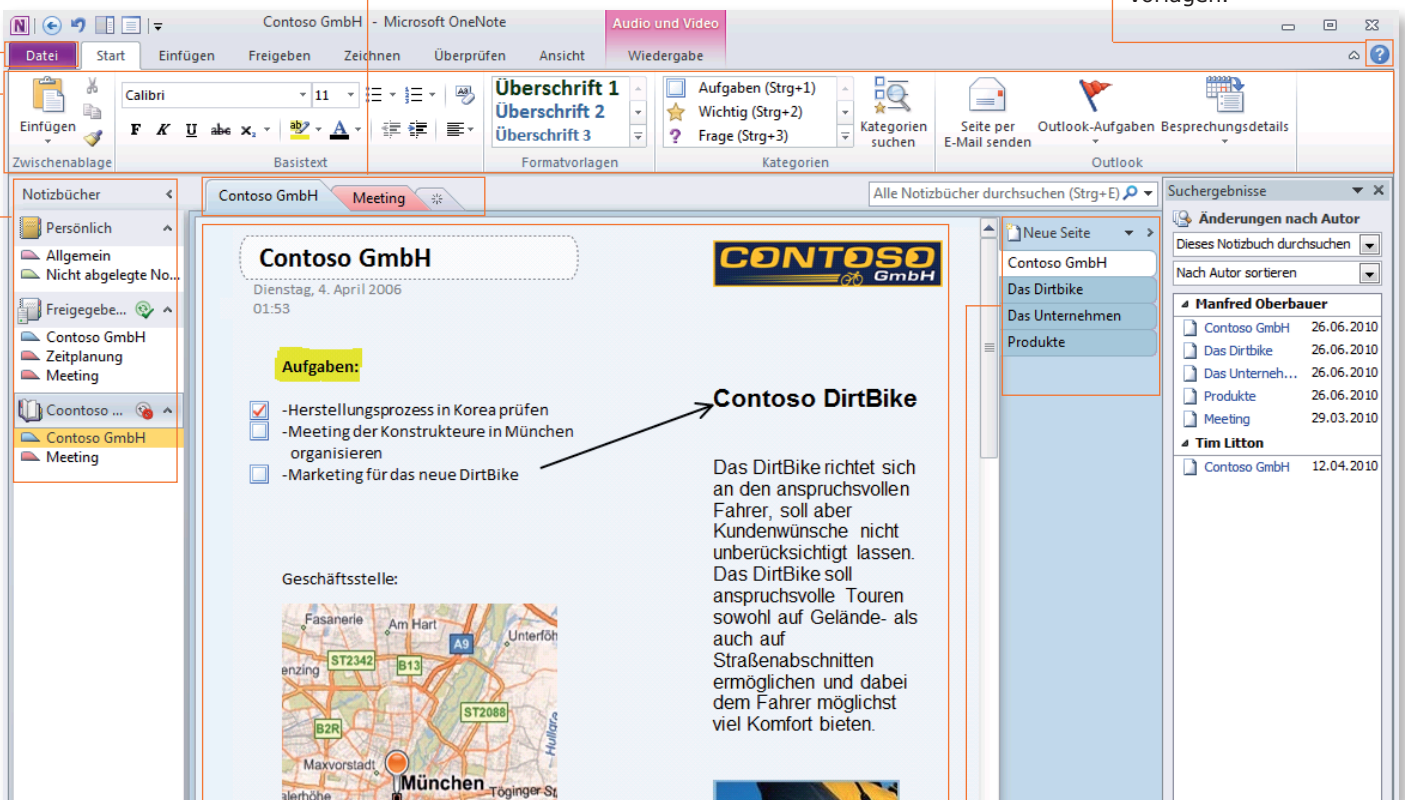 Vorlagen.
Contoso GmbH - Microsoft OneNote
Audio und Video
Datei
Start
Einfügen
Freigeben
Zeichnen
Überprüfen
Ansicht
Wiedergabe
Einfügen
Zwischenablage
Calibri
11
F K U abe x₂
ab
A
Basistext
Überschrift 1
Überschrift 2
Überschrift 3
Formatvorlagen
Aufgaben (Strg+1)
Wichtig (Strg+2)
? Frage (Strg+3)
Kategorien
Kategorien
suchen
Seite per
E-Mail senden
Outlook-Aufgaben
Besprechungsdetails
Outlook
Notizbücher
Persönlich
Allgemein
Nicht abgelegte No...
Freigegebe...
Contoso GmbH
Zeitplanung
Meeting
Coontoso ...
Contoso GmbH
Meeting
Contoso GmbH
Meeting
Alle Notizbücher durchsuchen (Strg+E)
Contoso GmbH
Dienstag, 4. April 2006
01:53
CONTOSO
GmbH
Aufgaben:
-Herstellungsprozess in Korea prüfen
-Meeting der Konstrukteure in München
organisieren
-Marketing für das neue DirtBike
Geschäftsstelle:
Fasanerie
Am Hart
A9
Unterföh
enzing
ST2342
B13
ST2088
B2R
Maxvorstadt
München
Töginger St
alerhöhe
Contoso DirtBike
Das DirtBike richtet sich
an den anspruchsvollen
Fahrer, soll aber
Kundenwünsche nicht
unberücksichtigt lassen.
Das DirtBike soll
anspruchsvolle Touren
sowohl auf Gelände- als
auch auf
Straßenabschnitten
ermöglichen und dabei
dem Fahrer möglichst
viel Komfort bieten.
Neue Seite
Contoso GmbH
Das Dirtbike
Das Unternehmen
Produkte
Suchergebnisse
Änderungen nach Autor
Dieses Notizbuch durchsuchen
Nach Autor sortieren
Manfred Oberbauer
Contoso GmbH 26.06.2010
Das Dirtbike 26.06.2010
Das Unterneh... 26.06.2010
Produkte 26.06.2010
Meeting 29.03.2010
Tim Litton
Contoso GmbH 12.04.2010